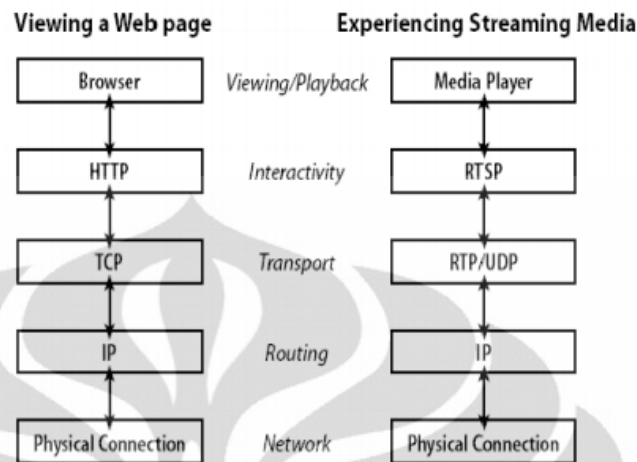 Viewing a Web page Experiencing Streaming Media
Browser Viewing/Playback Media Player
HTTP Interactivity RTSP
TCP Transport RTP/UDP
IP Routing IP
Physical Connection Network Physical Connection